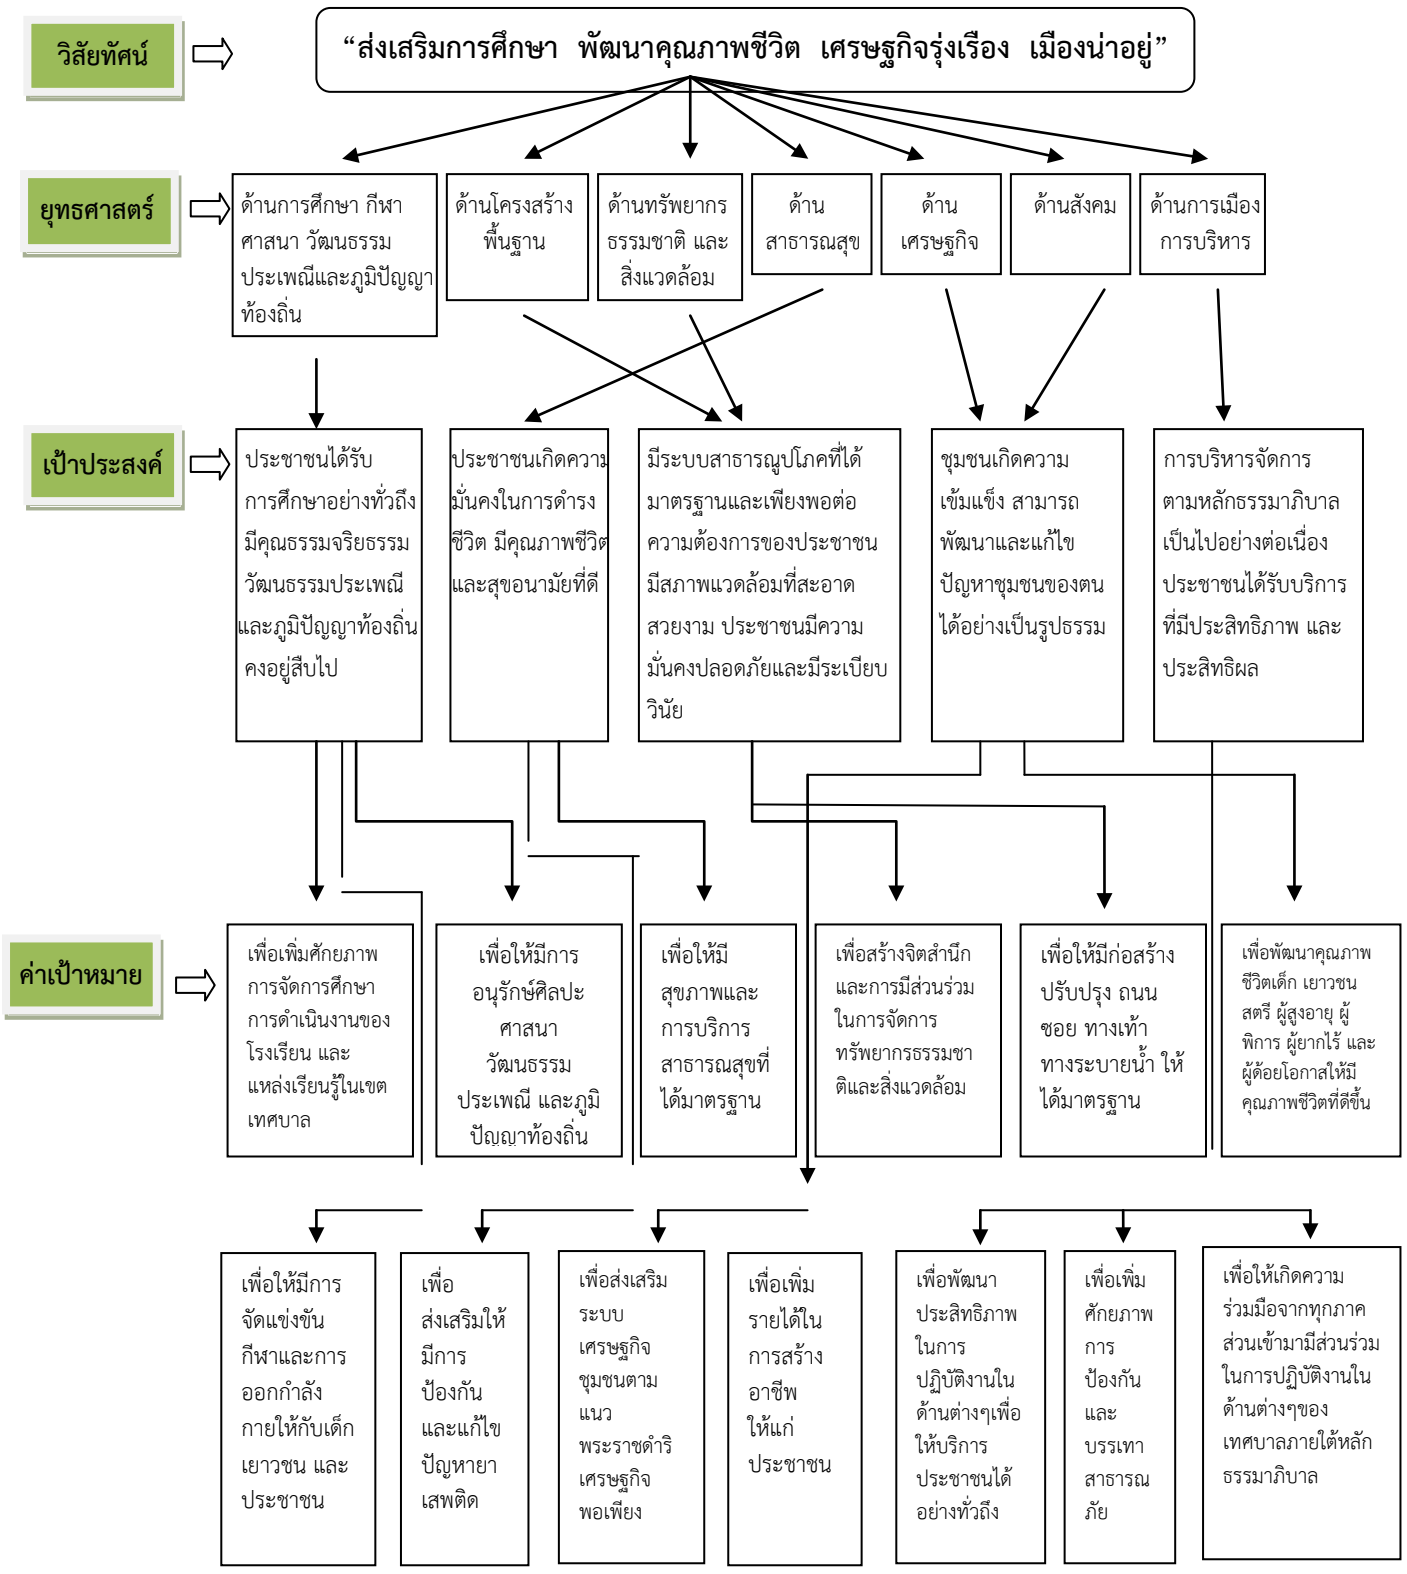 วิสัยทัศน์
“ส่งเสริมการศึกษา พัฒนาคุณภาพชีวิต เศรษฐกิจรุ่งเรือง เมืองน่าอยู่”
ยุทธศาสตร์
ด้านการศึกษา กีฬา
ศาสนา วัฒนธรรม
ประเพณีและภูมิปัญญา
ท้องถิ่น
ด้านโครงสร้าง
พื้นฐาน
ด้านทรัพยากร
ธรรมชาติ และ
สิ่งแวดล้อม
ด้าน
สาธารณสุข
ด้าน
เศรษฐกิจ
ด้านสังคม
ด้านการเมือง
การบริหาร
เป้าประสงค์
ประชาชนได้รับ
การศึกษาอย่างทั่วถึง
มีคุณธรรมจริยธรรม
วัฒนธรรมประเพณี
และภูมิปัญญาท้องถิ่น
คงอยู่สืบไป
ประชาชนเกิดความ
มั่นคงในการดำรง
ชีวิต มีคุณภาพชีวิต
และสุขอนามัยที่ดี
มีระบบสาธารณูปโภคที่ได้
มาตรฐานและเพียงพอต่อ
ความต้องการของประชาชน
มีสภาพแวดล้อมที่สะอาด
สวยงาม ประชาชนมีความ
มั่นคงปลอดภัยและมีระเบียบ
วินัย
ชุมชนเกิดความ
เข้มแข็ง สามารถ
พัฒนาและแก้ไข
ปัญหาชุมชนของตน
ได้อย่างเป็นรูปธรรม
การบริหารจัดการ
ตามหลักธรรมาภิบาล
เป็นไปอย่างต่อเนื่อง
ประชาชนได้รับบริการ
ที่มีประสิทธิภาพ และ
ประสิทธิผล
ค่าเป้าหมาย
เพื่อเพิ่มศักยภาพ
การจัดการศึกษา
การดำเนินงานของ
โรงเรียน และ
แหล่งเรียนรู้ในเขต
เทศบาล
เพื่อให้มีการ
อนุรักษ์ศิลปะ
ศาสนา
วัฒนธรรม
ประเพณี และภูมิ
ปัญญาท้องถิ่น
เพื่อให้มี
สุขภาพและ
การบริการ
สาธารณสุขที่
ได้มาตรฐาน
เพื่อสร้างจิตสำนึก
และการมีส่วนร่วม
ในการจัดการ
ทรัพยากรธรรมชา
ติและสิ่งแวดล้อม
เพื่อให้มีก่อสร้าง
ปรับปรุง ถนน
ซอย ทางเท้า
ทางระบายน้ำ ให้
ได้มาตรฐาน
เพื่อพัฒนาคุณภาพ
ชีวิตเด็ก เยาวชน
สตรี ผู้สูงอายุ ผู้
พิการ ผู้ยากไร้ และ
ผู้ด้อยโอกาสให้มี
คุณภาพชีวิตที่ดีขึ้น
เพื่อให้มีการ
จัดแข่งขัน
กีฬาและการ
ออกกำลัง
กายให้กับเด็ก
เยาวชน และ
ประชาชน
เพื่อ
ส่งเสริมให้
มีการ
ป้องกัน
และแก้ไข
ปัญหายา
เสพติด
เพื่อส่งเสริม
ระบบ
เศรษฐกิจ
ชุมชนตาม
แนว
พระราชดำริ
เศรษฐกิจ
พอเพียง
เพื่อเพิ่ม
รายได้ใน
การสร้าง
อาชีพ
ให้แก่
ประชาชน
เพื่อพัฒนา
ประสิทธิภาพ
ในการ
ปฏิบัติงานใน
ด้านต่างๆเพื่อ
ให้บริการ
ประชาชนได้
อย่างทั่วถึง
เพื่อเพิ่ม
ศักยภาพ
การ
ป้องกัน
และ
บรรเทา
สาธารณ
ภัย
เพื่อให้เกิดความ
ร่วมมือจากทุกภาค
ส่วนเข้ามามีส่วนร่วม
ในการปฏิบัติงานใน
ด้านต่างๆของ
เทศบาลภายใต้หลัก
ธรรมาภิบาล